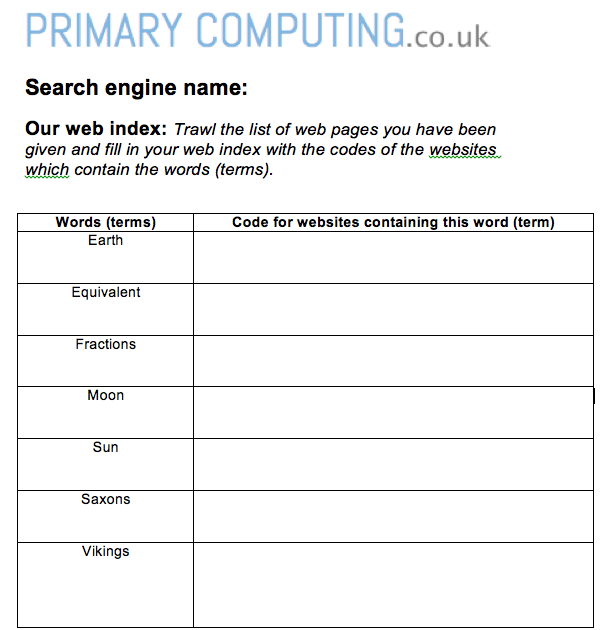 PRIMARY COMPUTING.co.uk
Search engine name:
Our web index: Trawl the list of web pages you have been
given and fill in your web index with the codes of the websites
which contain the words (terms).
Words (terms) Code for websites containing this word (term)
Earth
Equivalent
Fractions
Moon
Sun
Saxons
Vikings